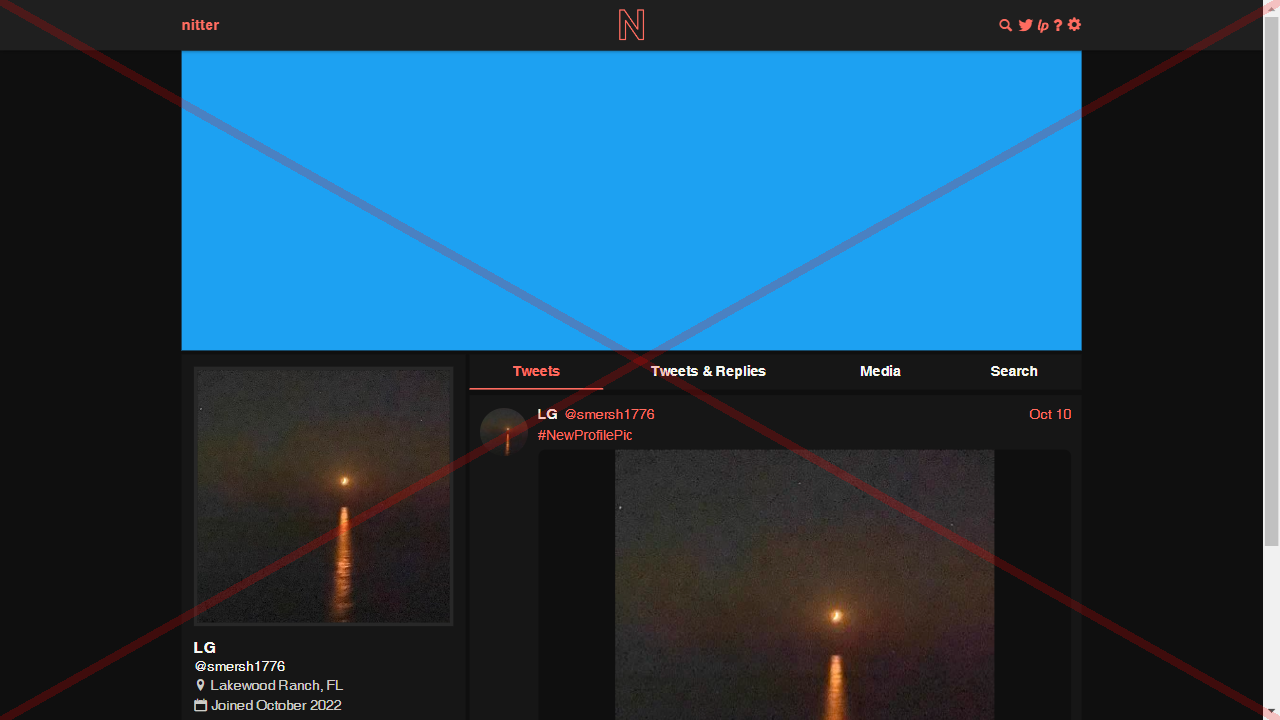 nitter
N
lp ?
Tweets Tweets & Replies Media Search
LG @smersh1776 Oct 10
#NewProfilePic
LG
@smersh1776
Lakewood Ranch, FL
Joined October 2022